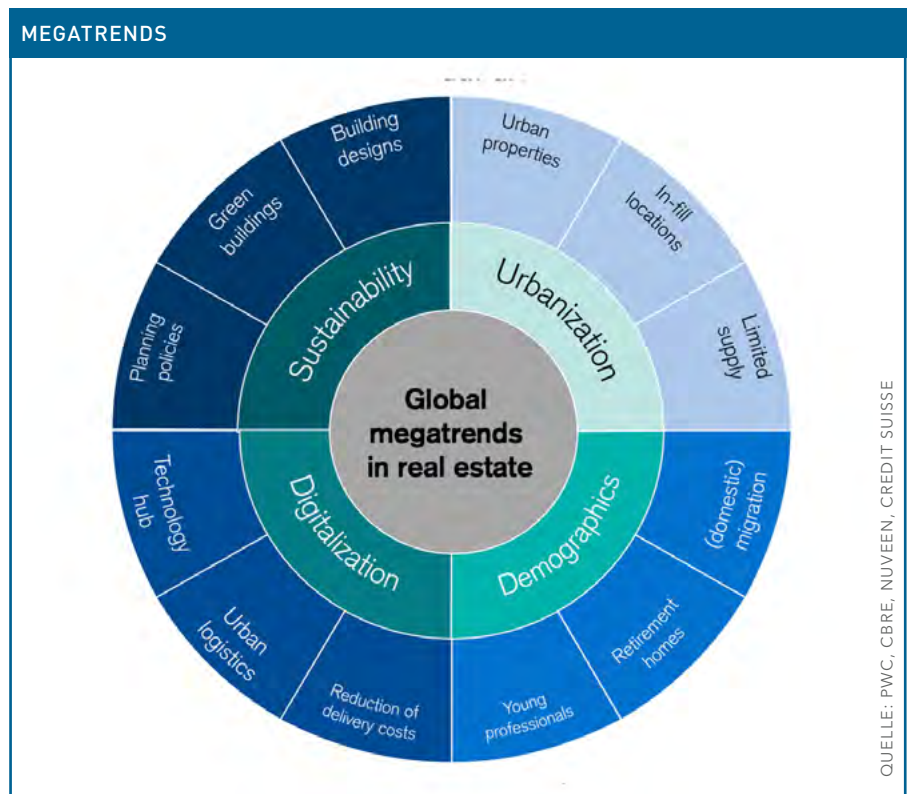 MEGATRENDS
Building
designs
Urban
properties
Green
buildings
In-fill
locations
Planning
policies
Limited
supply
Sustainability
Urbanization
Global
megatrends
in real estate
Digitalization
Demographics
Technology
hub
(domestic)
migration
Urban
logistics
Retirement
homes
Reduction of
delivery costs
Young
professionals
QUELLE: PWC, CBRE, NUVEEN, CREDIT SUISSE